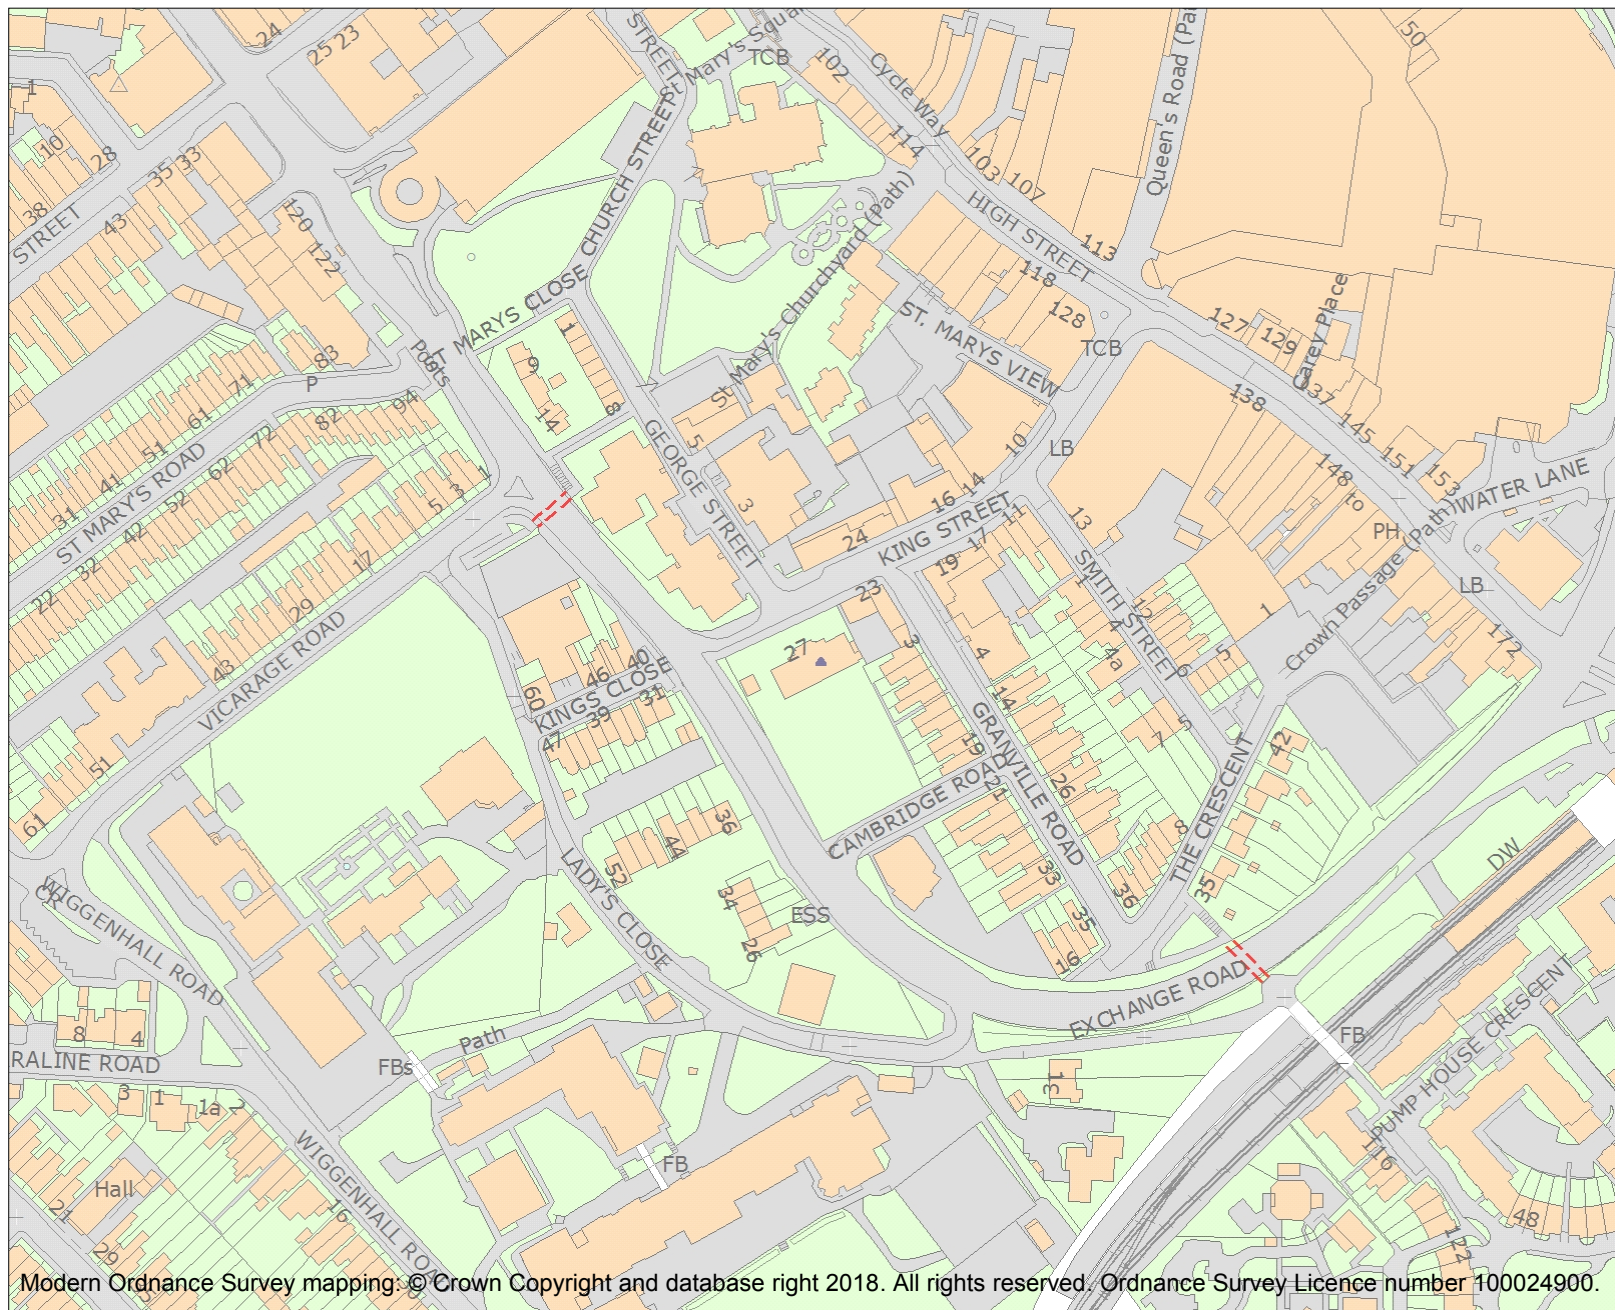 24
25
23
STREET
St Mary's Square
TCB
102
Cycle Way
Queen's Road (Pat
50
1
10
28
35
33
38
STREET
43
120
122
CHURCH STREET
114
103
107
HIGH STREET
113
118
128
TCB
127
129
Carey Place
137
138
145
151
153
148
to
PH
WATER LANE
LB
172
St Mary's Churchyard (Path)
ST. MARYS VIEW
ST MARYS CLOSE
Posts
P
83
71
61
51
41
31
ST MARY'S ROAD
94
82
72
62
52
42
32
22
1
3
5
17
29
43
51
61
VICARAGE ROAD
1
9
14
8
GEORGE STREET
5
3
24
16
14
10
LB
KING STREET
23
19
17
11
13
SMITH STREET
1
4
4a
12
6
5
1
Crown Passage (Path)
27
3
4
14
GRANVILLE ROAD
19
21
26
33
35
36
16
CAMBRIDGE ROAD
7
5
8
THE CRESCENT
42
35
60
46
40
KINGS CLOSE
47
39
31
LADY'S CLOSE
52
44
36
34
26
ESS
WIGGENHALL ROAD
CR
EXCHANGE ROAD
DW
FB
PUMP HOUSE CRESCENT
8
4
RALINE ROAD
3
1
1a
2
Path
FBs
FB
31
116
122
48
Hall
21
29
16
WIGGENHALL ROAD
Modern Ordnance Survey mapping: © Crown Copyright and database right 2018. All rights reserved. Ordnance Survey Licence number 100024900.